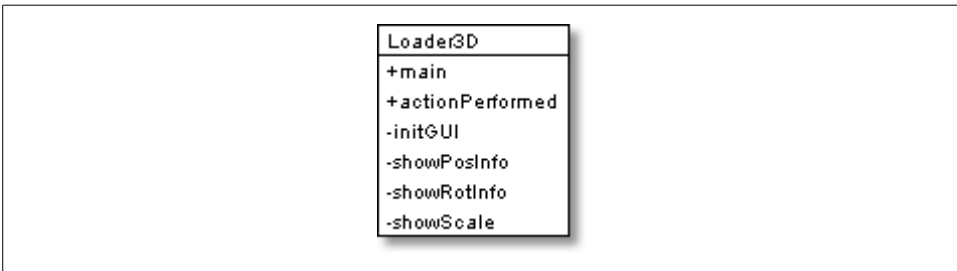 Loader3D
+main
+actionPerformed
-initGUI
-showPosInfo
-showRotInfo
-showScale